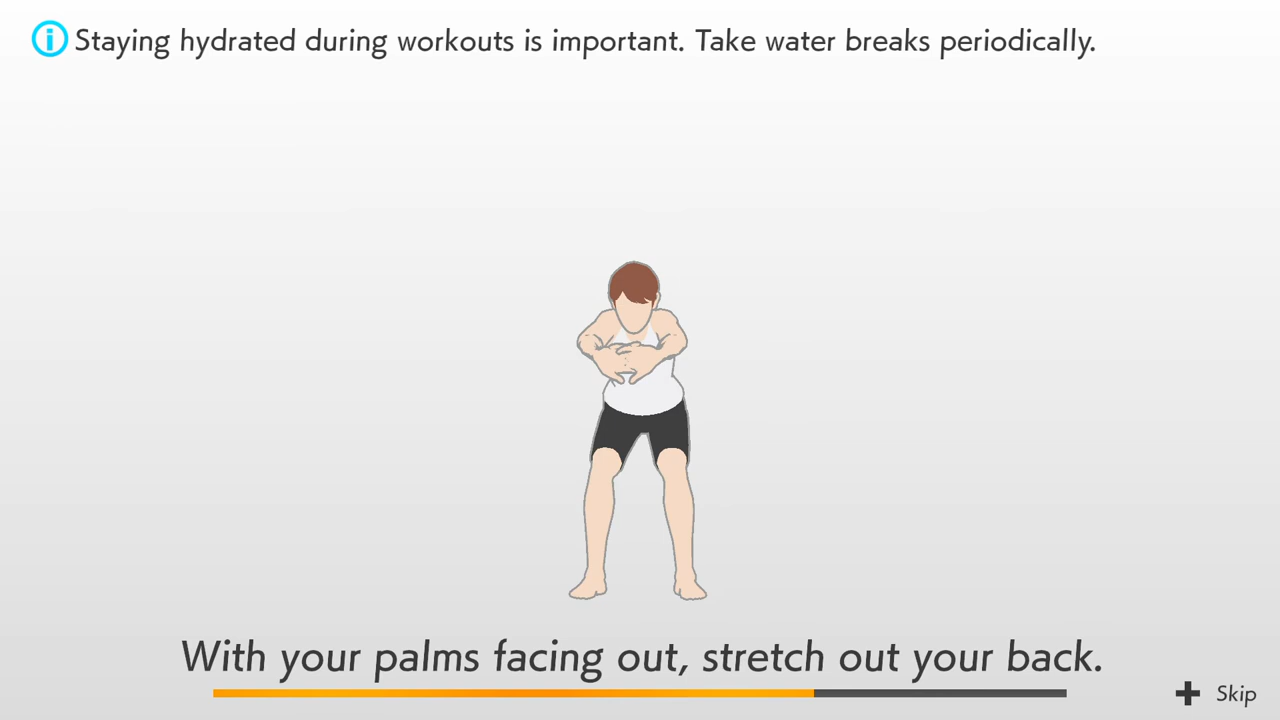 Staying hydrated during workouts is important. Take water breaks periodically.
With your palms facing out, stretch out your back.
Skip